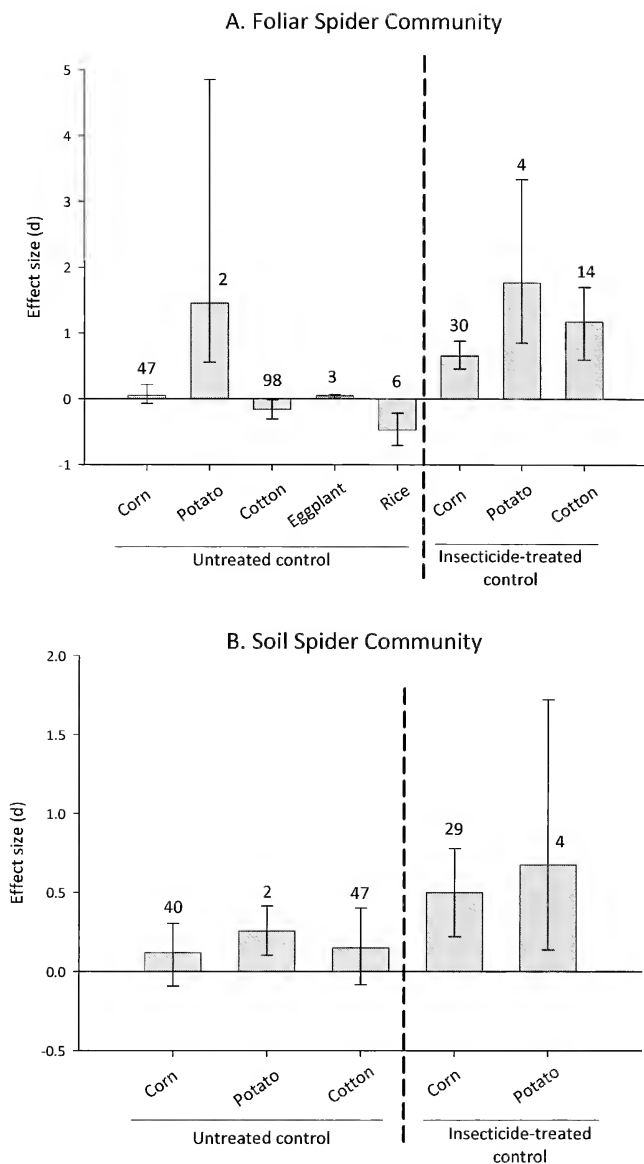 A. Foliar Spider Community
5
4
3
2
1
0
-1
Effect size (d)
47
2
98
3
6
30
4
14
Corn
Potato
Cotton
Eggplant
Rice
Corn
Potato
Cotton
Untreated control
Insecticide-treated
control
B. Soil Spider Community
2.0
1.5
1.0
0.5
0.0
-0.5
Effect size (d)
40
2
47
29
4
Corn
Potato
Cotton
Corn
Potato
Untreated control
Insecticide-treated
control